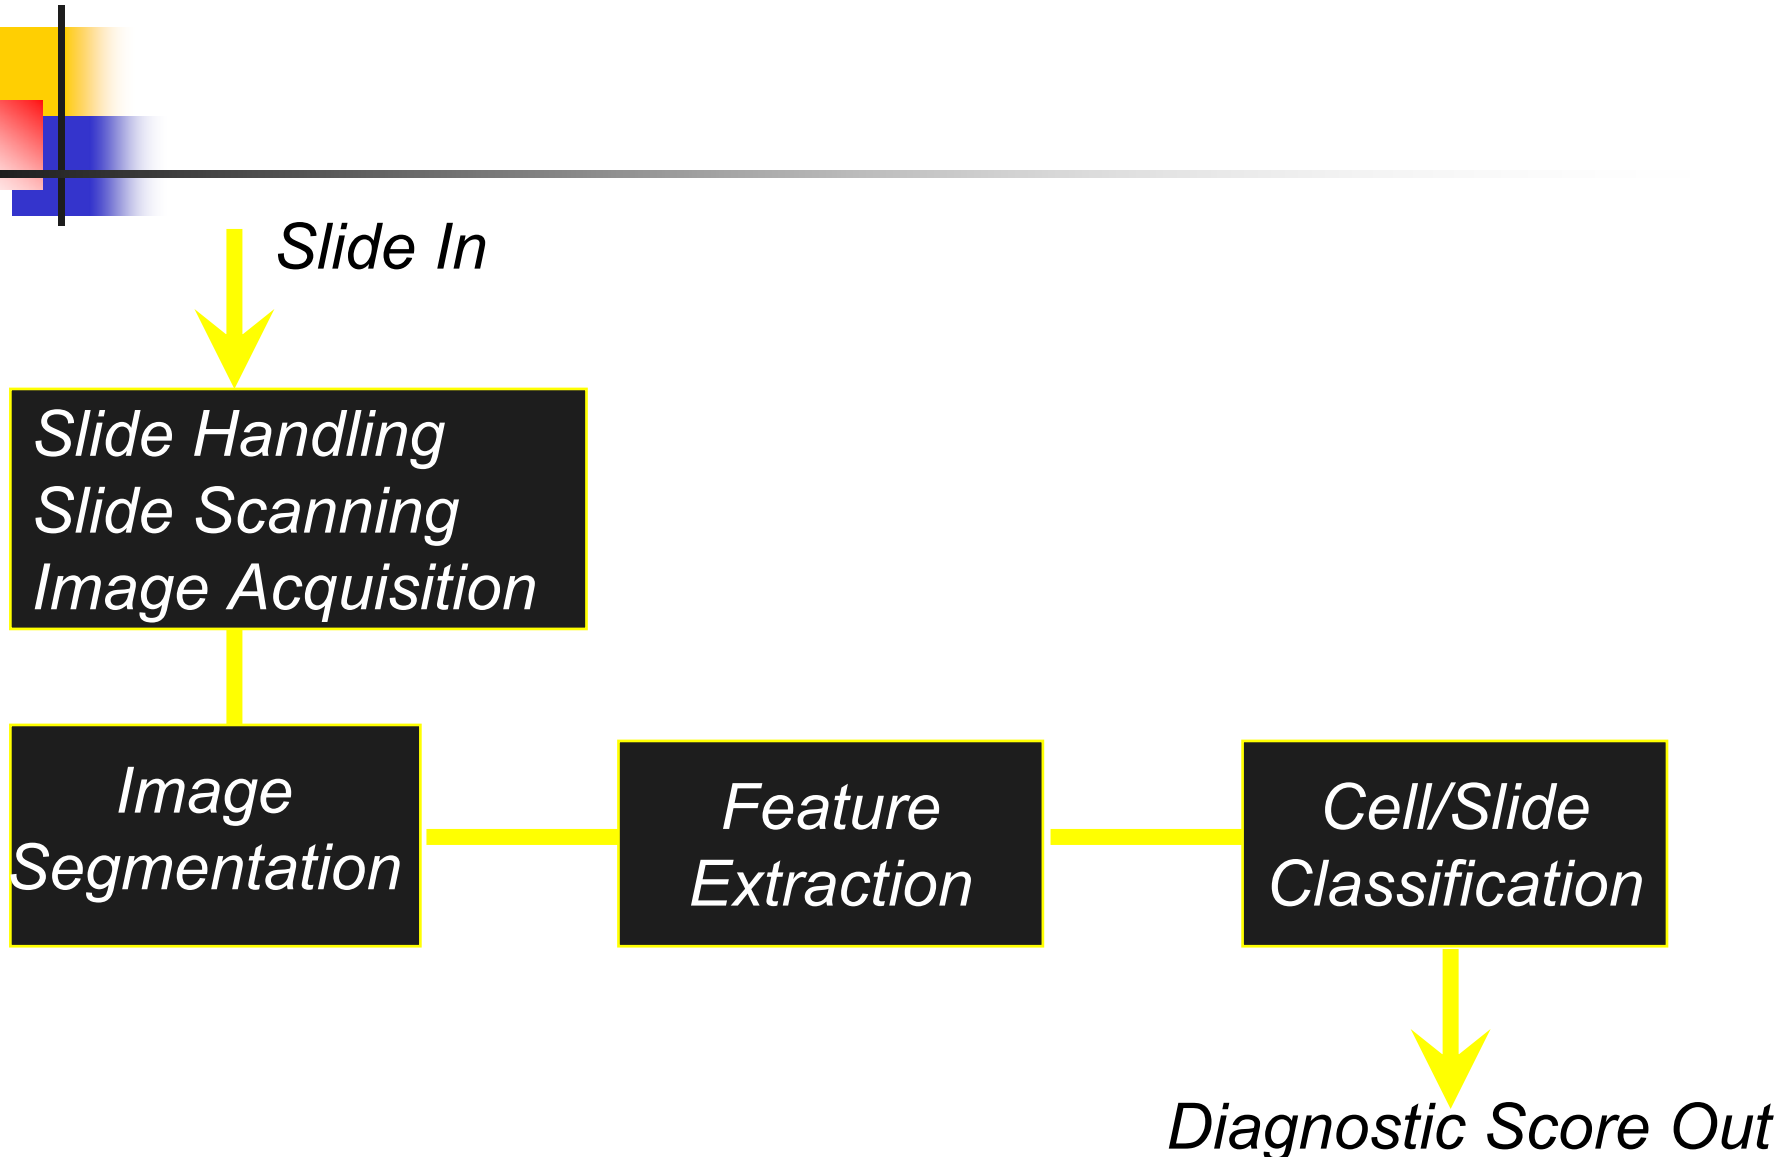 Slide In
Slide Handling
Slide Scanning
Image Acquisition
Image
Segmentation
Feature
Extraction
Cell/Slide
Classification
Diagnostic Score Out